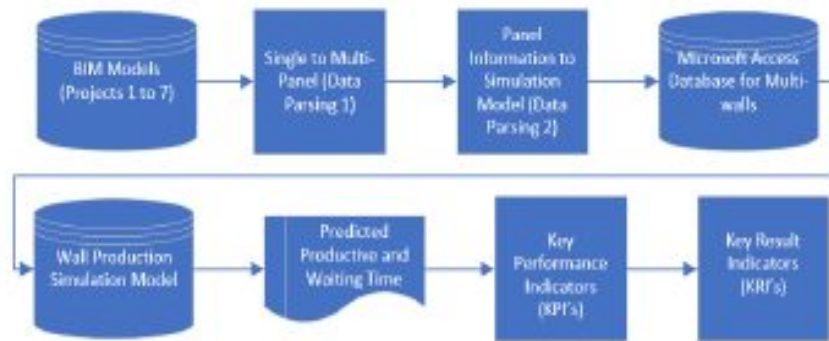 BIM Models
(Projects 1 to 7)
Single to Multi-
Panel (Data
Parsing 1)
Panel
Information to
Simulation
Model (Data
Parsing 2)
Microsoft Access
Database for Multi-
walls
Wall Production
Simulation Model
Predicted
Productive and
Waiting Time
Key
Performance
Indicators
(KPI's)
Key Result
Indicators
(KRI's)